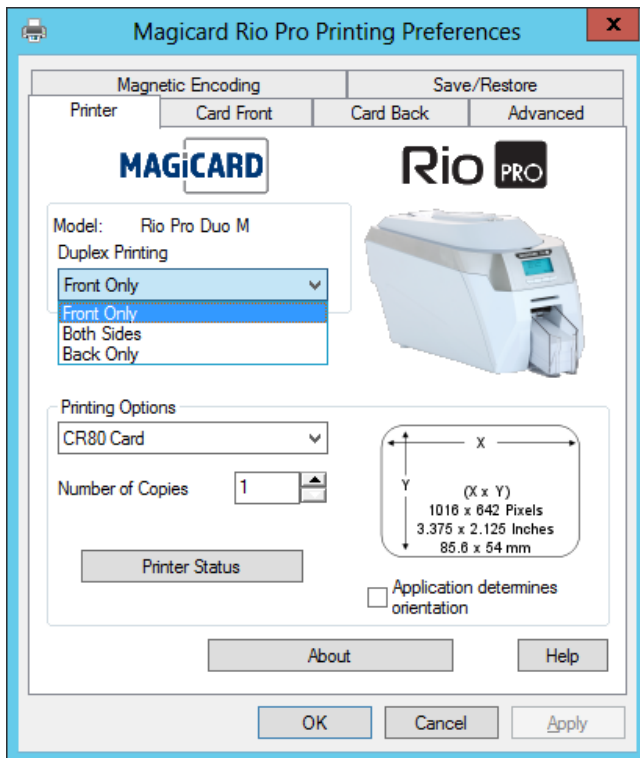 Magicard Rio Pro Printing Preferences
x
Magnetic Encoding Save/Restore
Printer Card Front Card Back Advanced
MAGiCARD Rio PRO
Model: Rio Pro Duo M
Duplex Printing
Front Only
Front Only
Both Sides
Back Only
Printing Options
CR80 Card
Number of Copies 1
X
Y
(X x Y)
1016 x 642 Pixels
3.375 x 2.125 Inches
85.6 x 54 mm
Printer Status
Application determines
orientation
About Help
OK Cancel Apply